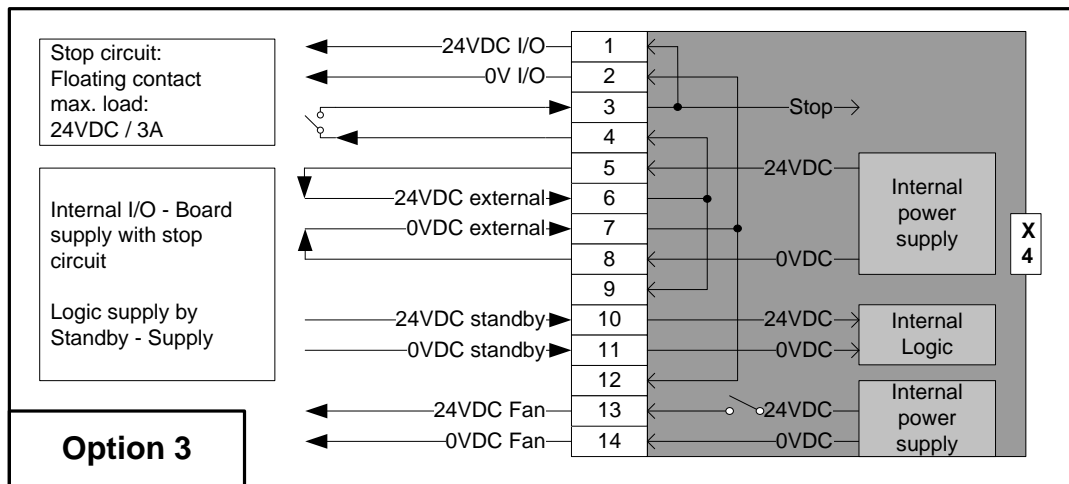 Stop circuit:
Floating contact
max. load:
24VDC / 3A
Internal I/O - Board
supply with stop
circuit
Logic supply by
Standby - Supply
Option 3
24VDC I/O
0V I/O
24VDC external
0VDC external
24VDC standby
0VDC standby
24VDC Fan
0VDC Fan
1
2
3
4
5
6
7
8
9
10
11
12
13
14
Stop
24VDC
0VDC
Internal
power
supply
24VDC
0VDC
Internal
Logic
24VDC
0VDC
Internal
power
supply
X
4